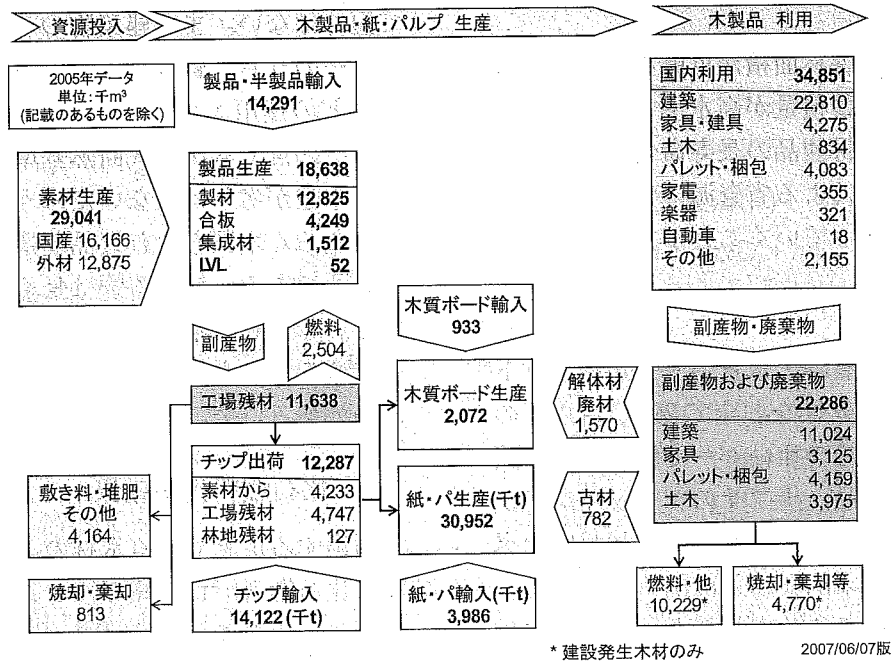 資源投入
木製品・紙・パルプ 生産
木製品 利用
2005年データ
単位:千m³
(記載のあるものを除く)
製品・半製品輸入
14,291
素材生産
29,041
国産 16,166
外材 12,875
製品生産 18,638
製材 12,825
合板 4,249
集成材 1,512
LVL 52
国内利用 34,851
建築 22,810
家具・建具 4,275
土木 834
パレット・梱包 4,083
家電 355
楽器 321
自動車 18
その他 2,155
副産物
燃料
2,504
木質ボード輸入
933
副産物・廃棄物
工場残材 11,638
木質ボード生産
2,072
解体材
廃材
1,570
副産物および廃棄物
22,286
建築 11,024
家具 3,125
パレット・梱包 4,159
土木 3,975
チップ出荷 12,287
素材から 4,233
工場残材 4,747
林地残材 127
敷き料・堆肥
その他
4,164
紙・パ生産(千t)
30,952
古材
782
焼却・棄却
813
チップ輸入
14,122 (千t)
紙・パ輸入(千t)
3,986
燃料・他
10,229*
焼却・棄却等
4,770*
* 建設発生木材のみ
2007/06/07版